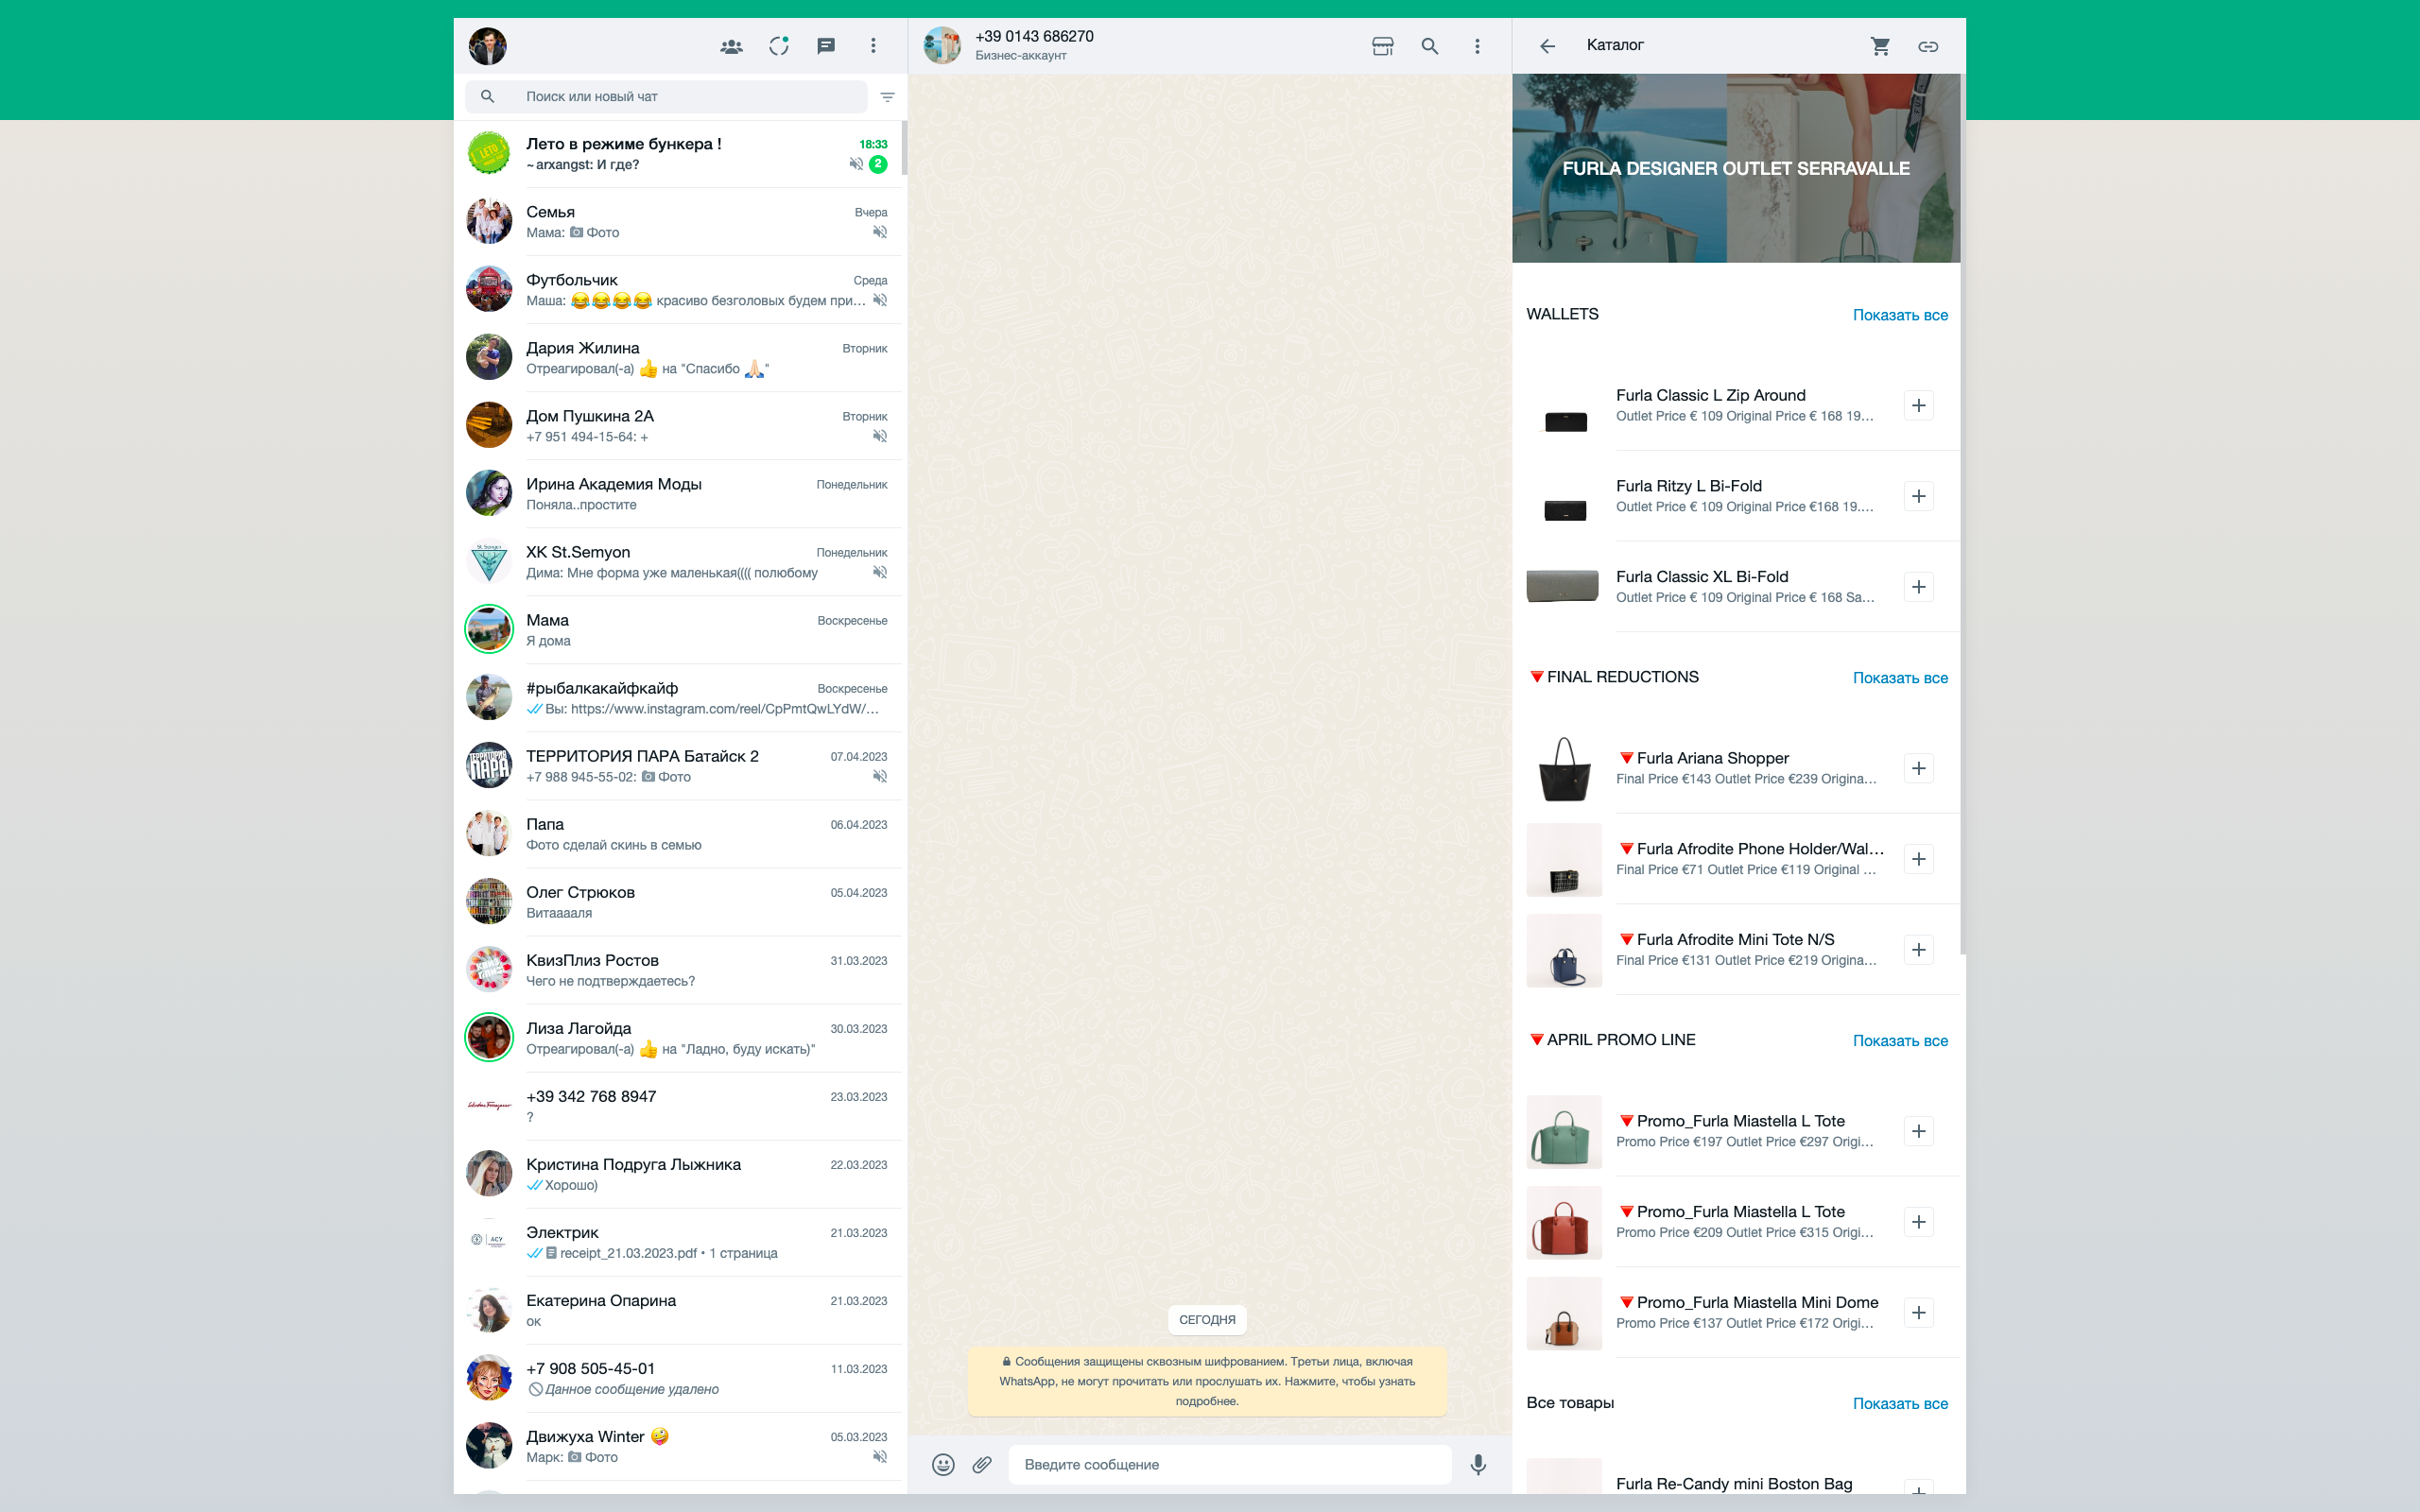 Поиск или новый чат
Лето в режиме бункера !
18:33
~ arxangst: И где?
2
Семья
Вчера
Мама: Фото
Футбольчик
Среда
Маша: 😂😂😂😂 красиво безголовых будем при...
Дария Жилина
Вторник
Отреагировал(-а) 👍 на "Спасибо 🙏🏻"
Дом Пушкина 2А
Вторник
+7 951 494-15-64: +
Ирина Академия Моды
Понедельник
Поняла..простите
ХК St.Semyon
Понедельник
Дима: Мне форма уже маленькая(((( полюбому
Мама
Воскресенье
Я дома
#рыбалкакайфкайф
Воскресенье
Вы: https://www.instagram.com/reel/CpPmtQwLYdW/...
ТЕРРИТОРИЯ ПАРА Батайск 2
07.04.2023
+7 988 945-55-02: Фото
Папа
06.04.2023
Фото сделай скинь в семью
Олег Стрюков
05.04.2023
Витааааля
КвизПлиз Ростов
31.03.2023
Чего не подтверждаетесь?
Лиза Лагойда
30.03.2023
Отреагировал(-а) 👍 на "Ладно, буду искать)"
+39 342 768 8947
23.03.2023
?
Кристина Подруга Лыжника
22.03.2023
Хорошо)
Электрик
21.03.2023
receipt_21.03.2023.pdf • 1 страница
Екатерина Опарина
21.03.2023
ок
+7 908 505-45-01
11.03.2023
Данное сообщение удалено
Движуха Winter 🤪
05.03.2023
Марк: Фото
+39 0143 686270
Бизнес-аккаунт
СЕГОДНЯ
Сообщения защищены сквозным шифрованием. Третьи лица, включая
WhatsApp, не могут прочитать или прослушать их. Нажмите, чтобы узнать
подробнее.
Введите сообщение
Каталог
FURLA DESIGNER OUTLET SERRAVALLE
WALLETS
Показать все
Furla Classic L Zip Around
Outlet Price € 109 Original Price € 168 19...
Furla Ritzy L Bi-Fold
Outlet Price € 109 Original Price €168 19....
Furla Classic XL Bi-Fold
Outlet Price € 109 Original Price € 168 Sa...
🔻FINAL REDUCTIONS
Показать все
🔻Furla Ariana Shopper
Final Price €143 Outlet Price €239 Origina...
🔻Furla Afrodite Phone Holder/Wal...
Final Price €71 Outlet Price €119 Original ...
🔻Furla Afrodite Mini Tote N/S
Final Price €131 Outlet Price €219 Origina...
🔻APRIL PROMO LINE
Показать все
🔻Promo_Furla Miastella L Tote
Promo Price €197 Outlet Price €297 Origi...
🔻Promo_Furla Miastella L Tote
Promo Price €209 Outlet Price €315 Origi...
🔻Promo_Furla Miastella Mini Dome
Promo Price €137 Outlet Price €172 Origi...
Все товары
Показать все
Furla Re-Candy mini Boston Bag